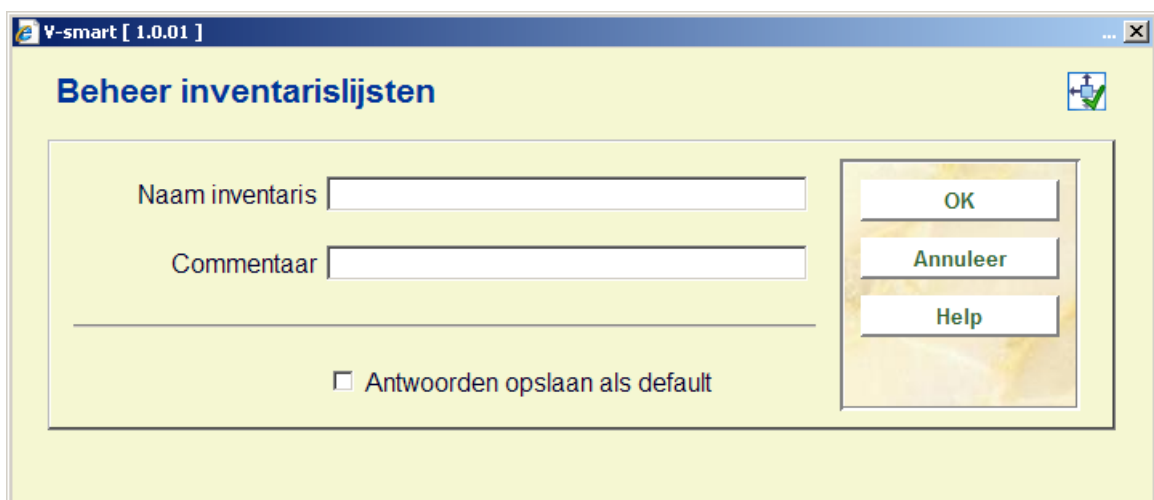 V-smart [ 1.0.01 ] ...
Beheer inventarislijsten
Naam inventaris
OK
Commentaar
Annuleer
Help
Antwoorden opslaan als default